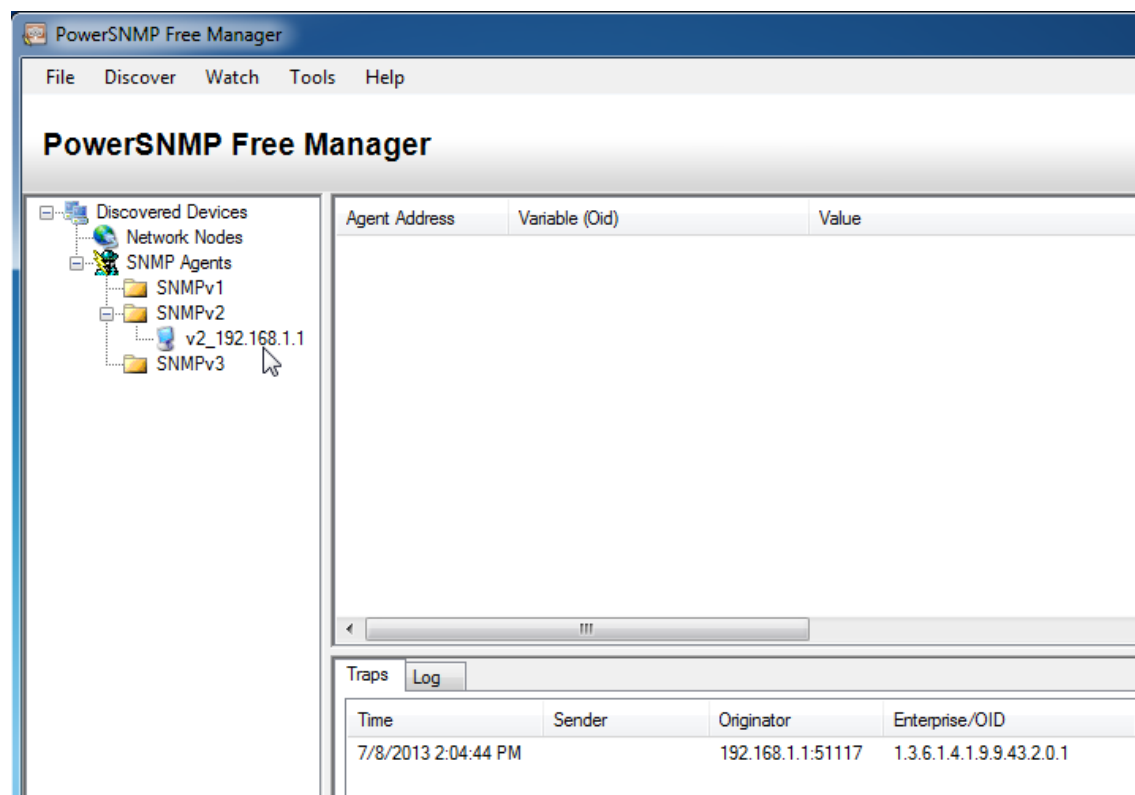 PowerSNMP Free Manager
File Discover Watch Tools Help
PowerSNMP Free Manager
Discovered Devices
Network Nodes
SNMP Agents
SNMPv1
SNMPv2
v2_192.168.1.1
SNMPv3
Agent Address Variable (Oid) Value
Traps Log
Time Sender Originator Enterprise/OID
7/8/2013 2:04:44 PM 192.168.1.1:51117 1.3.6.1.4.1.9.9.43.2.0.1